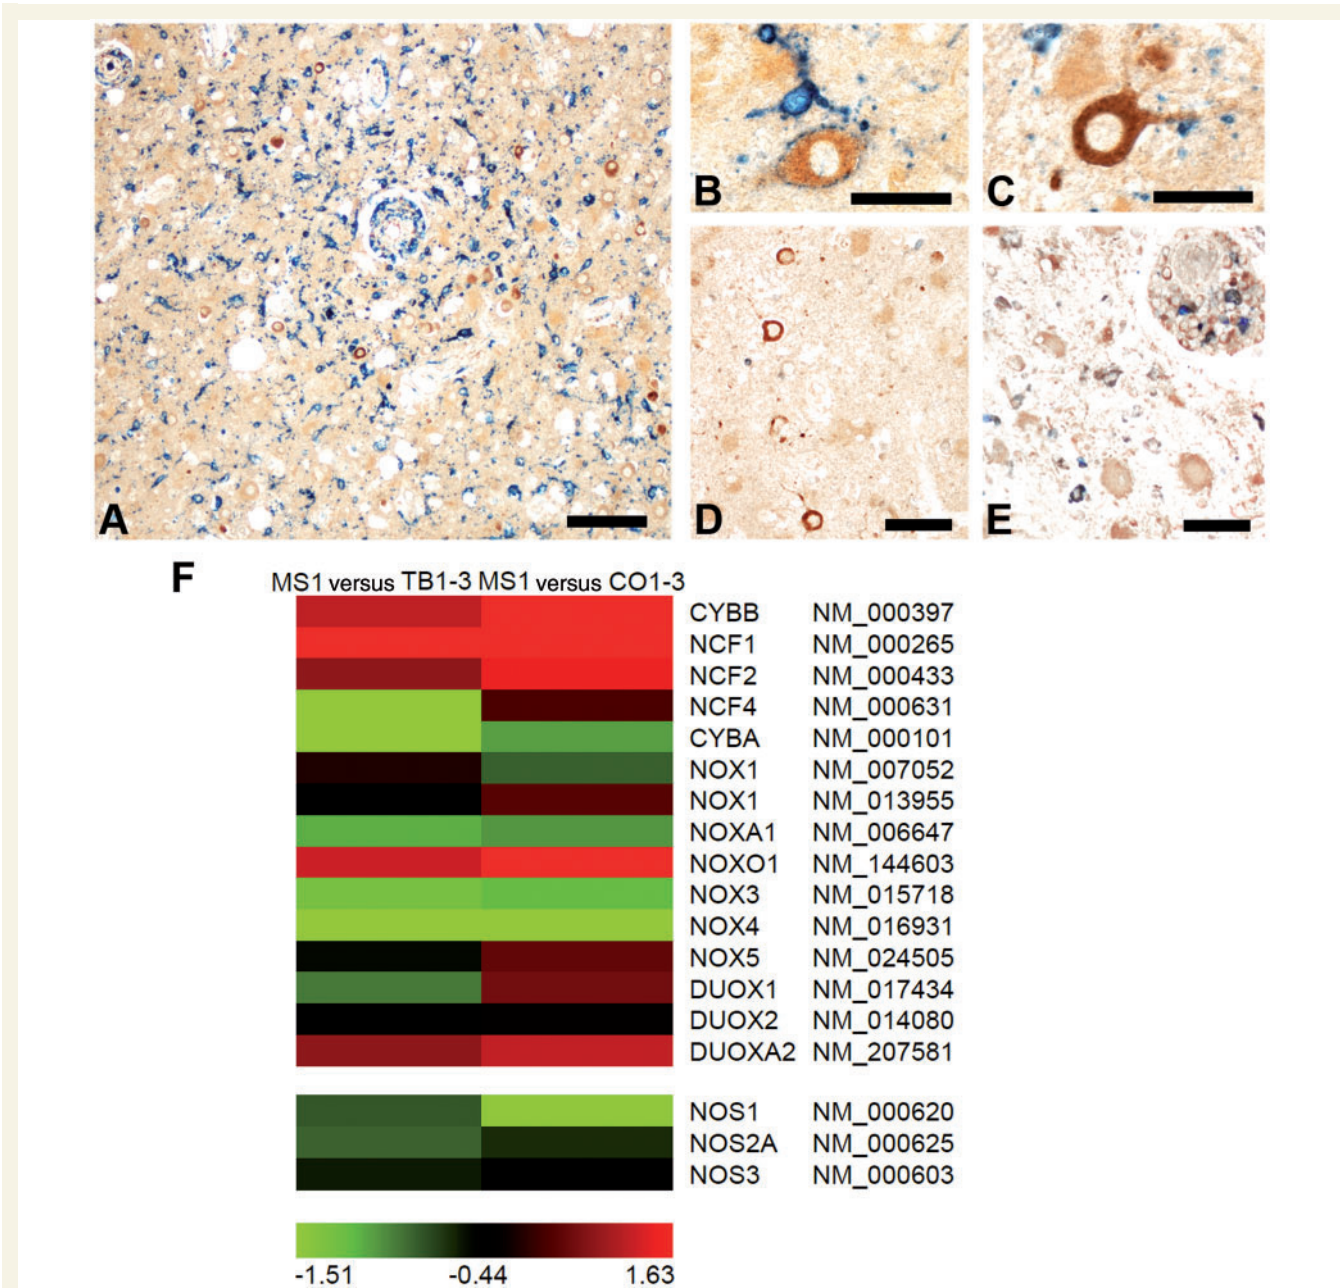 A
B
C
D
E
F
MS1 versus TB1-3 MS1 versus CO1-3
CYBB NM_000397
NCF1 NM_000265
NCF2 NM_000433
NCF4 NM_000631
CYBA NM_000101
NOX1 NM_007052
NOX1 NM_013955
NOXA1 NM_006647
NOXO1 NM_144603
NOX3 NM_015718
NOX4 NM_016931
NOX5 NM_024505
DUOX1 NM_017434
DUOX2 NM_014080
DUOXA2 NM_207581
NOS1 NM_000620
NOS2A NM_000625
NOS3 NM_000603
-1.51 -0.44 1.63